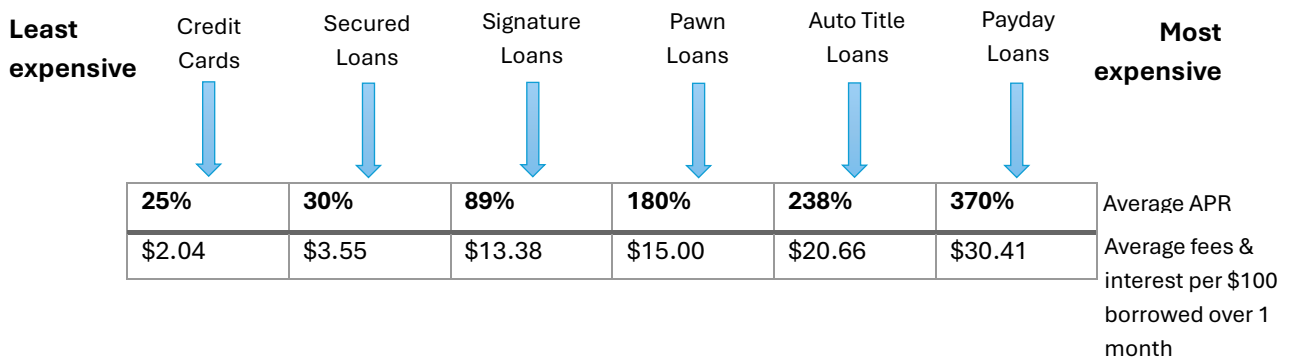 Least expensive
Credit Cards
Secured Loans
Signature Loans
Pawn Loans
Auto Title Loans
Payday Loans
Most expensive
25% 30% 89% 180% 238% 370% Average APR
$2.04 $3.55 $13.38 $15.00 $20.66 $30.41 Average fees &
interest per $100
borrowed over 1
month